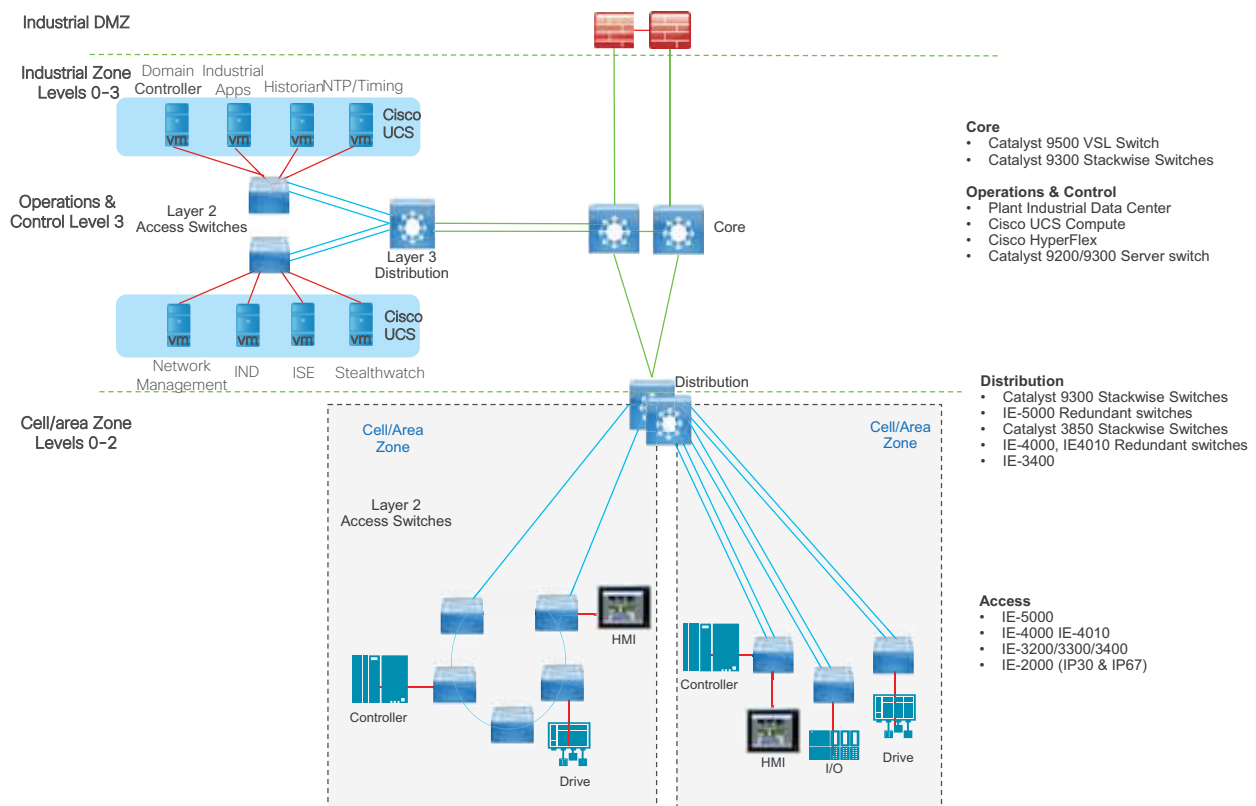 Industrial DMZ
Industrial Zone
Levels 0-3
Domain
Controller
Industrial
Apps
Historian
NTP/Timing
vm
vm
vm
vm
Cisco
UCS
Operations &
Control Level 3
Layer 2
Access Switches
Layer 3
Distribution
Core
vm
vm
vm
vm
Cisco
UCS
Network
Management
IND
ISE
Stealthwatch
Core
• Catalyst 9500 VSL Switch
• Catalyst 9300 Stackwise Switches
Operations & Control
• Plant Industrial Data Center
• Cisco UCS Compute
• Cisco HyperFlex
• Catalyst 9200/9300 Server switch
Distribution
Cell/area Zone
Levels 0-2
Cell/Area
Zone
Cell/Area
Zone
Layer 2
Access Switches
HMI
Controller
Drive
Controller
HMI
I/O
Drive
Distribution
• Catalyst 9300 Stackwise Switches
• IE-5000 Redundant switches
• Catalyst 3850 Stackwise Switches
• IE-4000, IE4010 Redundant switches
• IE-3400
Access
• IE-5000
• IE-4000 IE-4010
• IE-3200/3300/3400
• IE-2000 (IP30 & IP67)